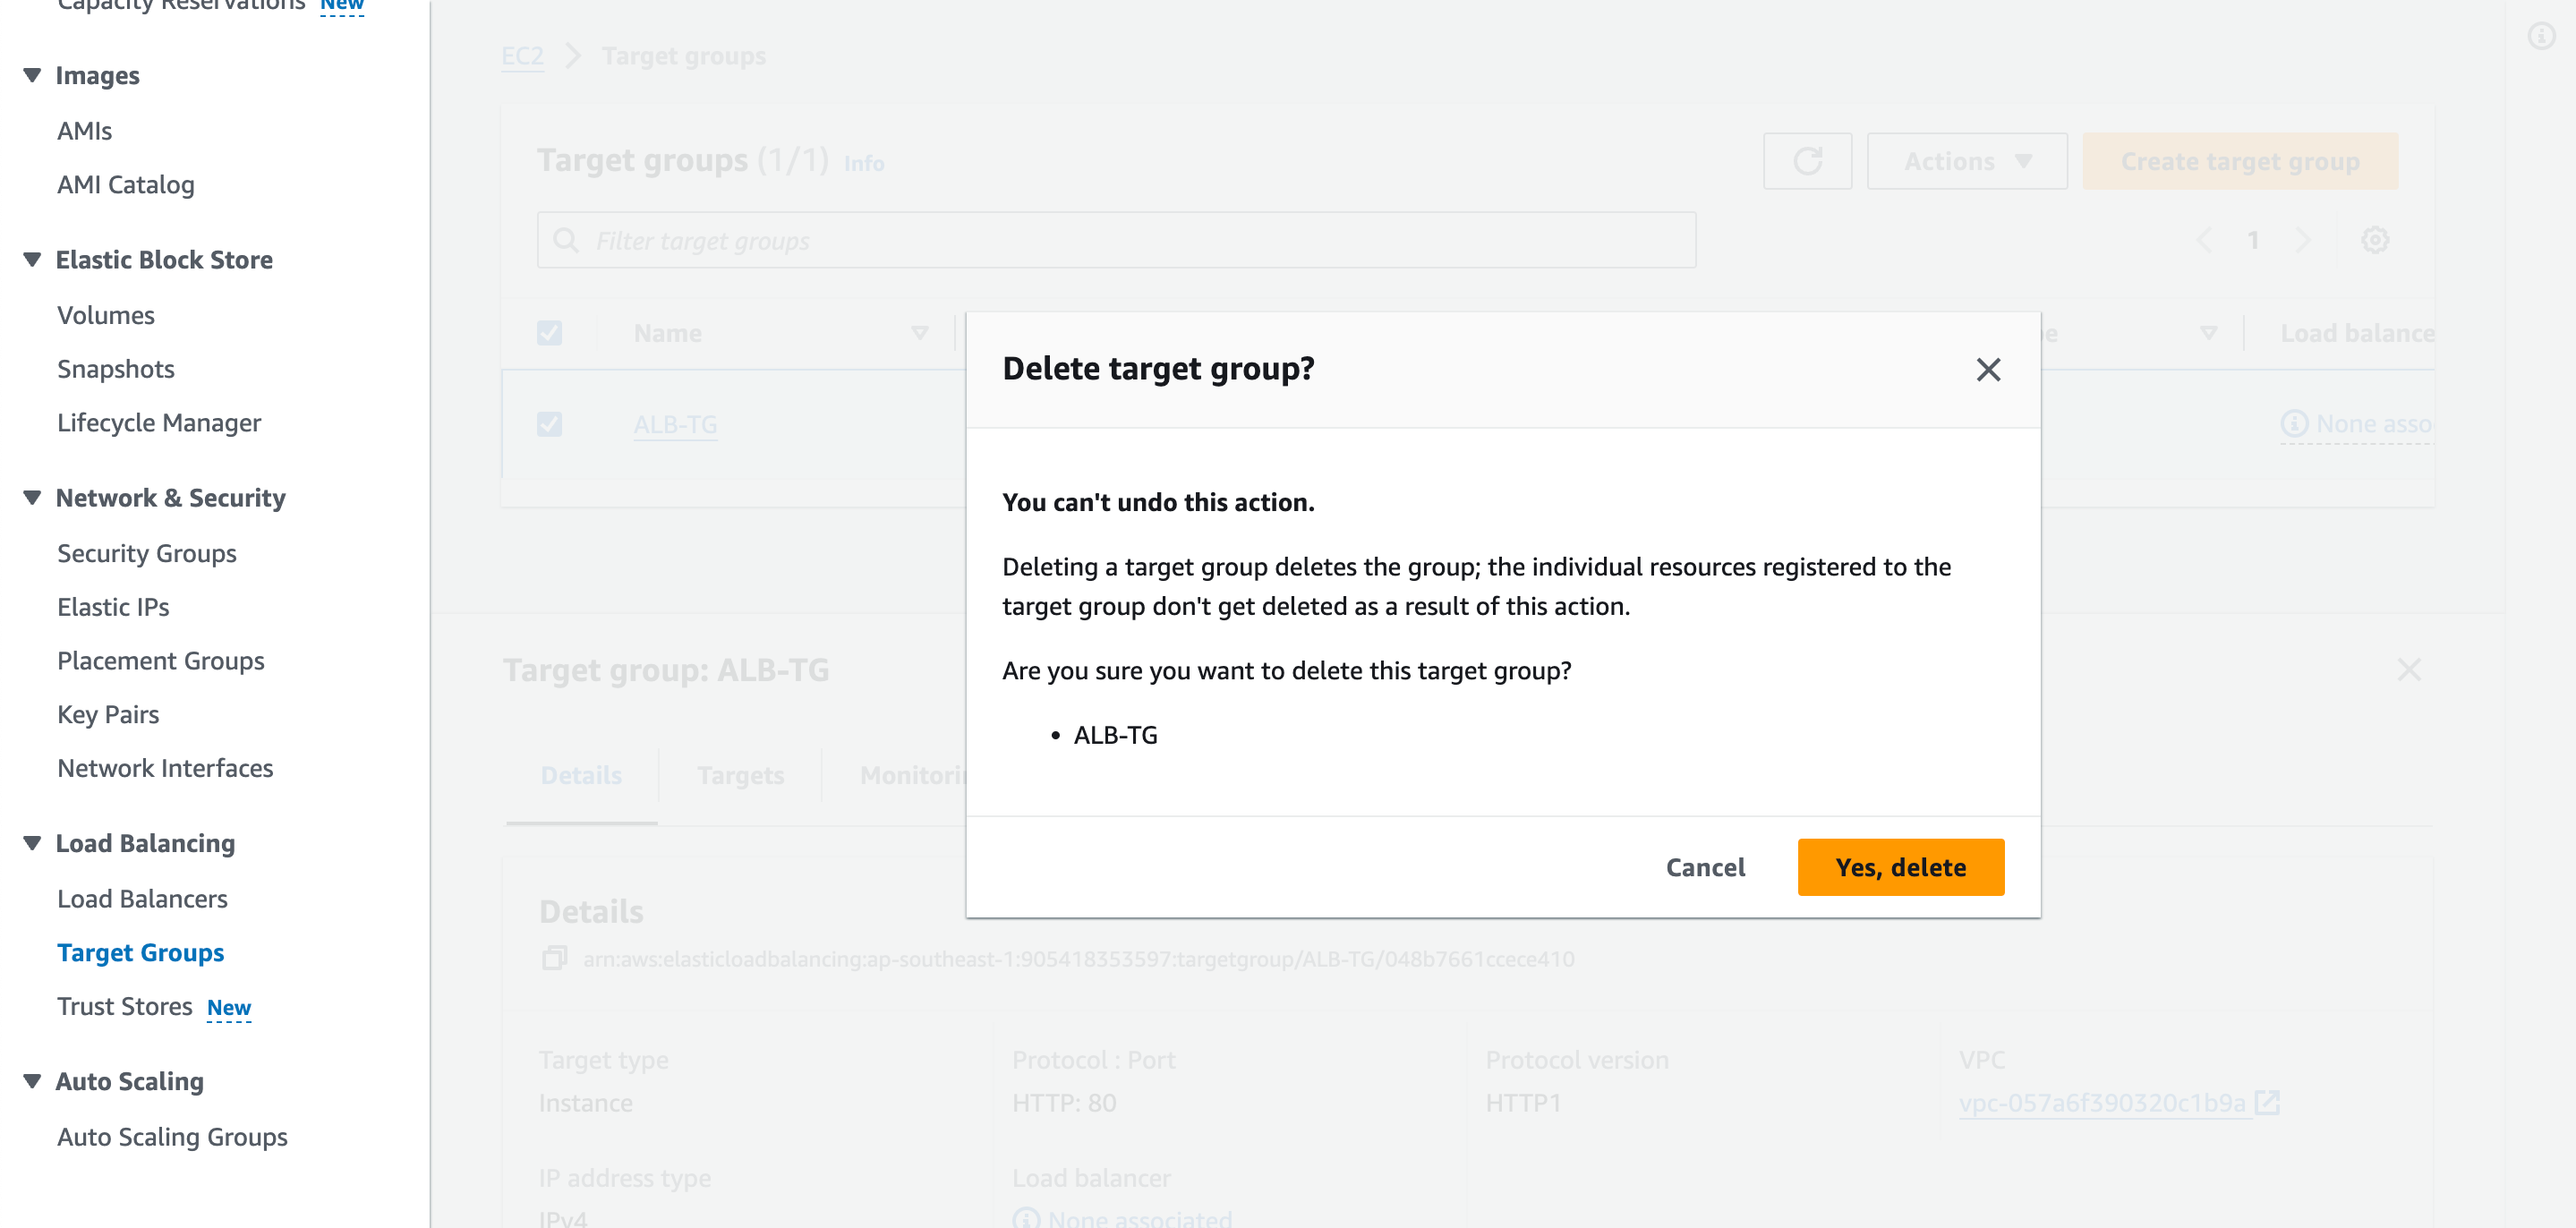 Capacity Reservations New
Images
AMIs
AMI Catalog
Elastic Block Store
Volumes
Snapshots
Lifecycle Manager
Network & Security
Security Groups
Elastic IPs
Placement Groups
Key Pairs
Network Interfaces
Load Balancing
Load Balancers
Target Groups
Trust Stores New
Auto Scaling
Auto Scaling Groups
EC2 Target groups
Target groups (1/1) Info
Actions
Create target group
Filter target groups
1
Name
Load balance
ALB-TG
None asso
Delete target group?
You can't undo this action.
Deleting a target group deletes the group; the individual resources registered to the
target group don't get deleted as a result of this action.
Are you sure you want to delete this target group?
• ALB-TG
Cancel
Yes, delete
Target group: ALB-TG
Details
Targets
Monitorin
Details
arn:aws:elasticloadbalancing:ap-southeast-1:905418353597:targetgroup/ALB-TG/048b7661ccece410
Target type
Instance
Protocol : Port
HTTP: 80
Protocol version
HTTP1
VPC
vpc-057a6f390320c1b9a
IP address type
IPv4
Load balancer
None associated